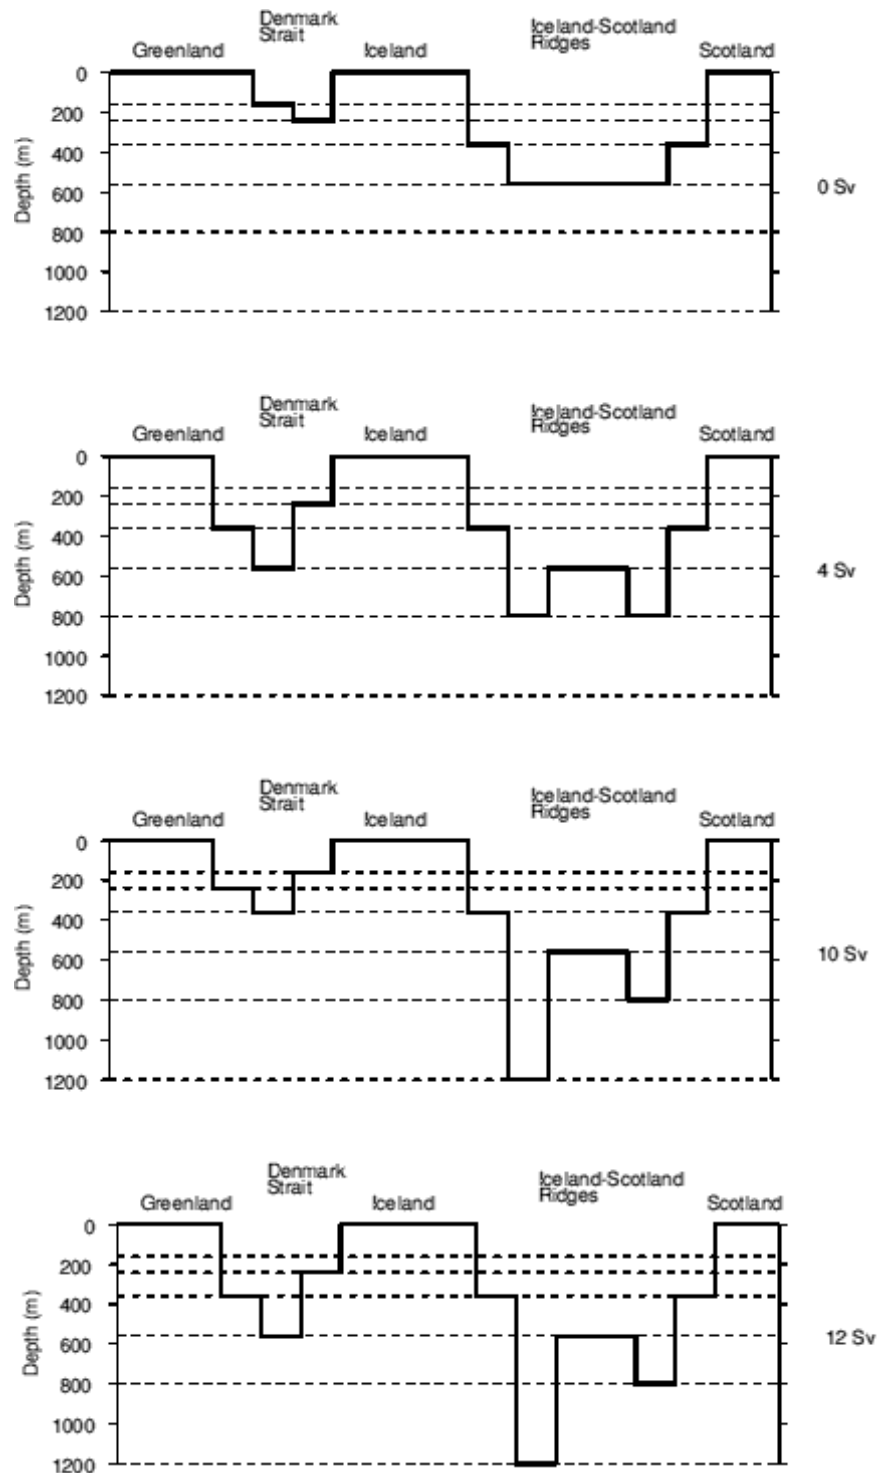 Denmark
Strait
Iceland-Scotland
Ridges
Greenland
Iceland
Scotland
0
200
400
600
800
1000
1200
Depth (m)
0 Sv
Denmark
Strait
Iceland-Scotland
Ridges
Greenland
Iceland
Scotland
0
200
400
600
800
1000
1200
Depth (m)
4 Sv
Denmark
Strait
Iceland-Scotland
Ridges
Greenland
Iceland
Scotland
0
200
400
600
800
1000
1200
Depth (m)
10 Sv
Denmark
Strait
Iceland-Scotland
Ridges
Greenland
Iceland
Scotland
0
200
400
600
800
1000
1200
Depth (m)
12 Sv